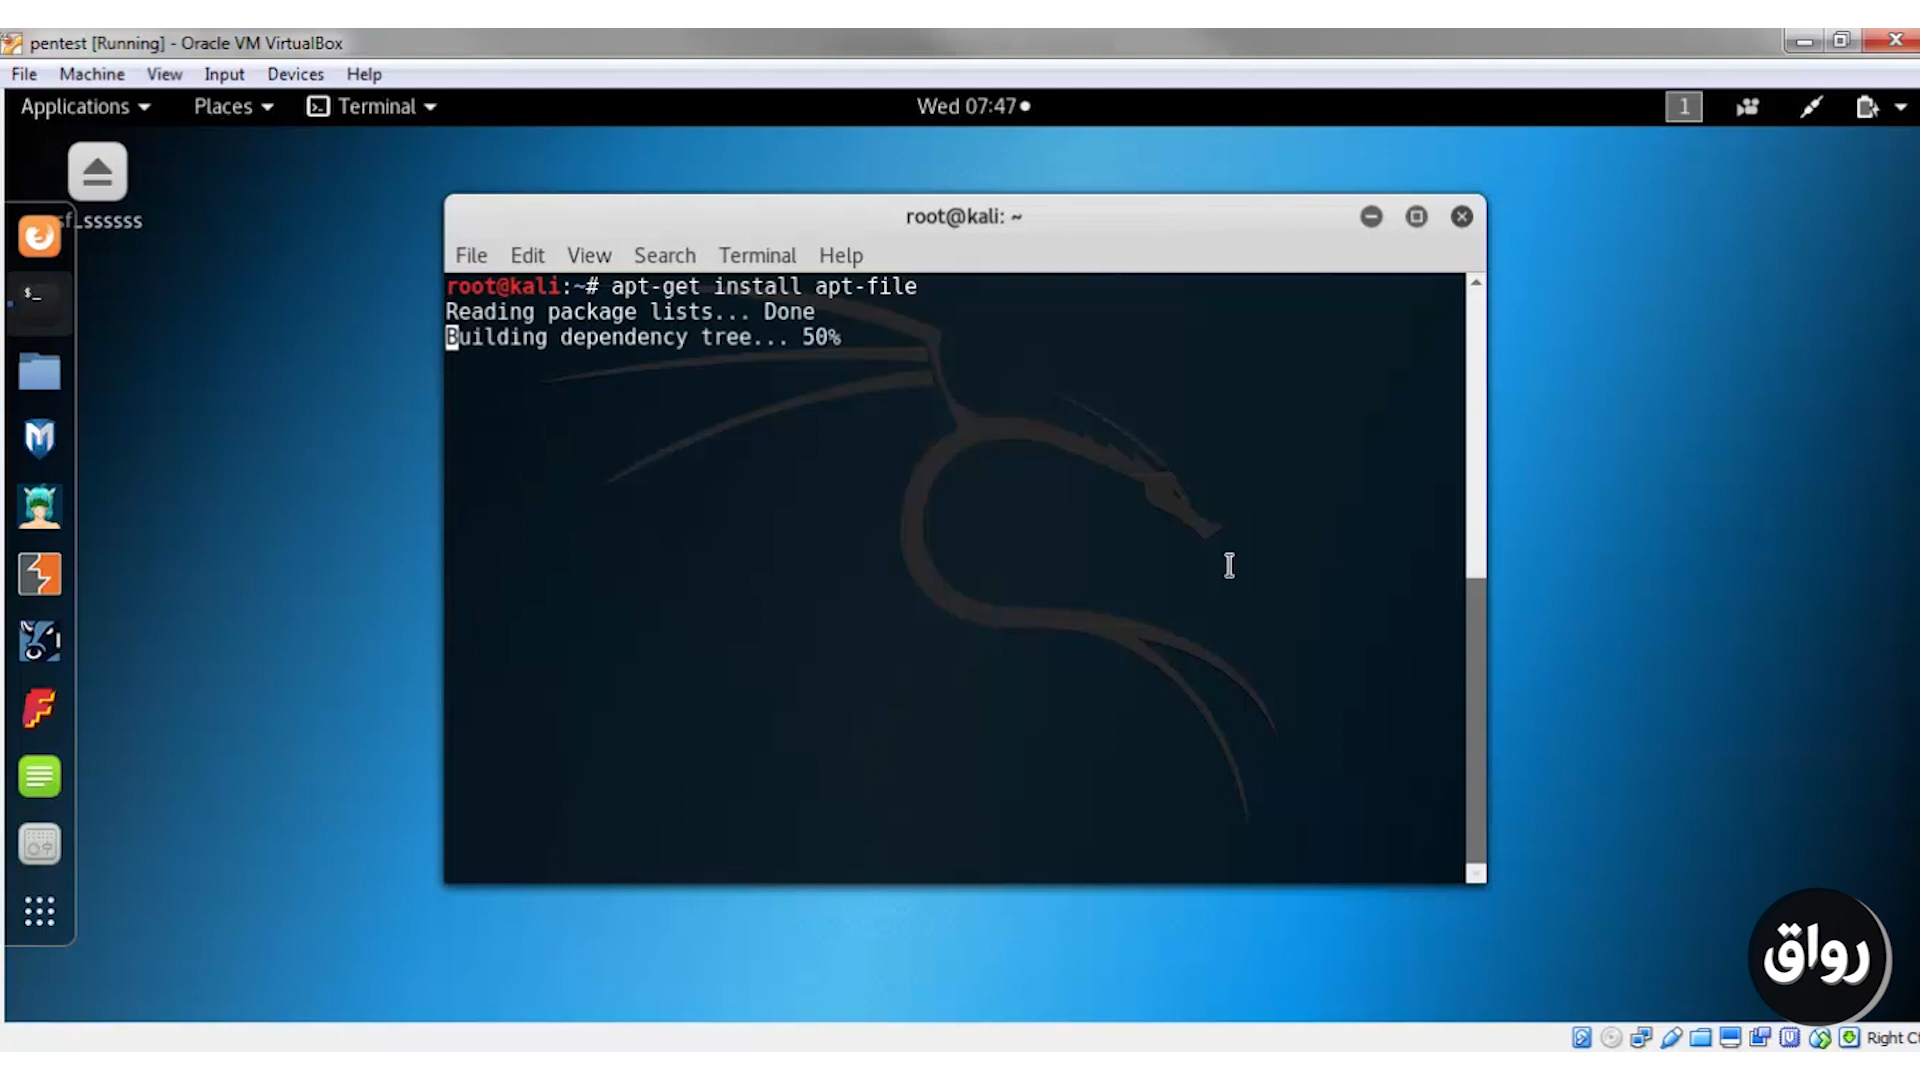 pentest [Running] - Oracle VM VirtualBox
File Machine View Input Devices Help
Applications Places Terminal Wed 07:47 1
sf_ssssss
root@kali: ~
File Edit View Search Terminal Help
root@kali:~# apt-get install apt-file
Reading package lists... Done
Building dependency tree... 50%
$_
رواق
Right Ct